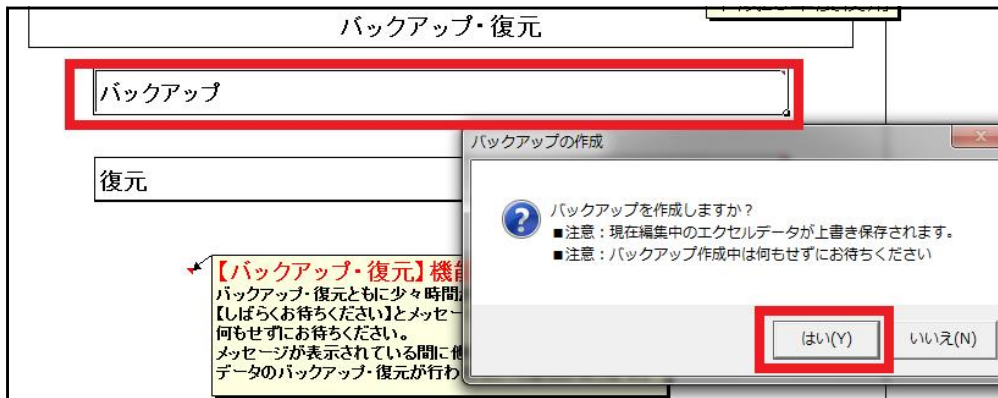 バックアップ・復元
バックアップ
バックアップの作成
復元
バックアップを作成しますか？
■注意：現在編集中のエクセルデータが上書き保存されます。
■注意：バックアップ作成中は何もせずにお待ちください
はい(Y)
いいえ(N)
【バックアップ・復元】機
バックアップ・復元ともに少々時間
【しばらくお待ちください】とメッセー
何もせずにお待ちください。
メッセージが表示されている間に
データのバックアップ・復元が行わ